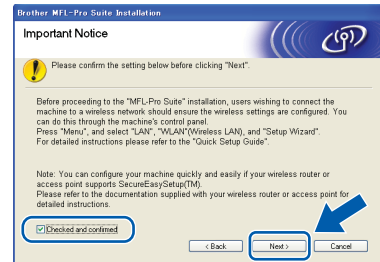 Brother MFL-Pro Suite Installation
Important Notice
Please confirm the setting below before clicking "Next".
Before proceeding to the "MFL-Pro Suite" installation, users wishing to connect the
machine to a wireless network should ensure the wireless settings are configured. You
can do this through the machine's control panel.
Press "Menu", and select "LAN", "WLAN"(Wireless LAN), and "Setup Wizard".
For detailed instructions please refer to the "Quick Setup Guide".
Note: You can configure your machine quickly and easily if your wireless router or
access point supports SecureEasySetup(TM).
Please refer to the documentation supplied with your wireless router or access point for
detailed instructions.
Checked and confirmed
< Back
Next >
Cancel